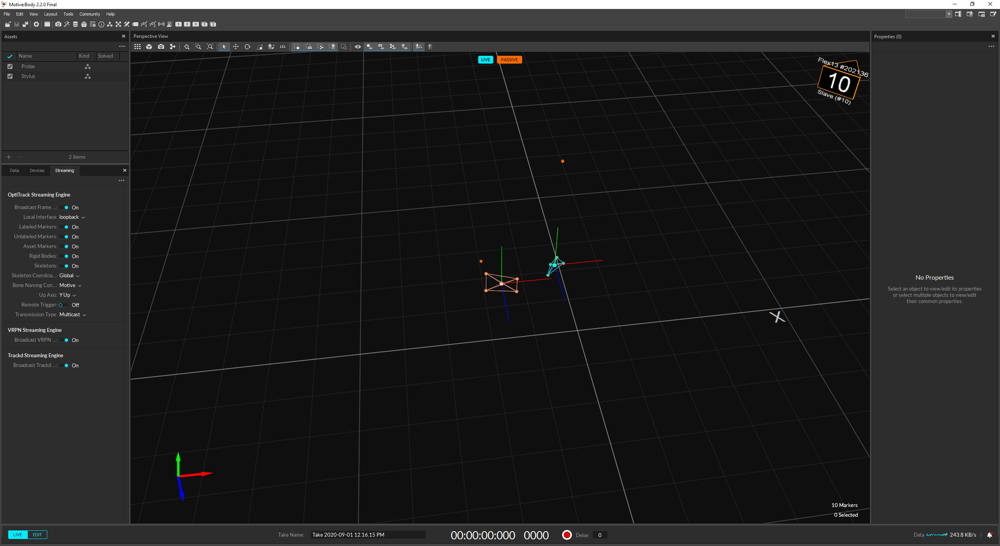 Motive:Body 2.2.0 Final
File Edit View Layout Tools Community Help
1 2 3 1 2
Assets
Name Kind Solved
Probe
Stylus
2 items
Data Devices Streaming
OptiTrack Streaming Engine
Broadcast Frame ...: On
Local Interface: loopback
Labeled Markers: On
Unlabeled Markers: On
Asset Markers: On
Rigid Bodies: On
Skeletons: On
Skeleton Coordina...: Global
Bone Naming Con...: Motive
Up Axis: Y Up
Remote Trigger: Off
Transmission Type: Multicast
VRPN Streaming Engine
Broadcast VRPN ...: On
Trackd Streaming Engine
Broadcast Trackd ...: On
Perspective View
LCL
LIVE PASSIVE
Flex13 #202136
10
Slave (#10)
X
10 Markers
0 Selected
Properties (0)
No Properties
Select an object to view/edit its properties
or select multiple objects to view/edit
their common properties.
LIVE EDIT
Take Name: Take 2020-09-01 12.16.15 PM
00:00:00:000 0000
Delay 0
Data 243.8 KB/s